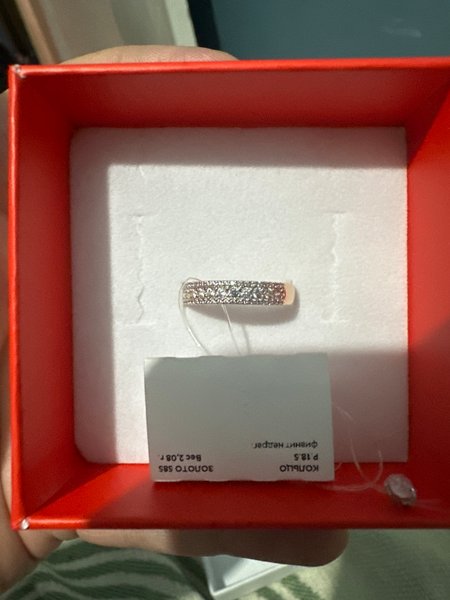 КОЛЬЦО ЗОЛОТО 585
Р 18.5 Вес 2,08 г.
фианит недраг.